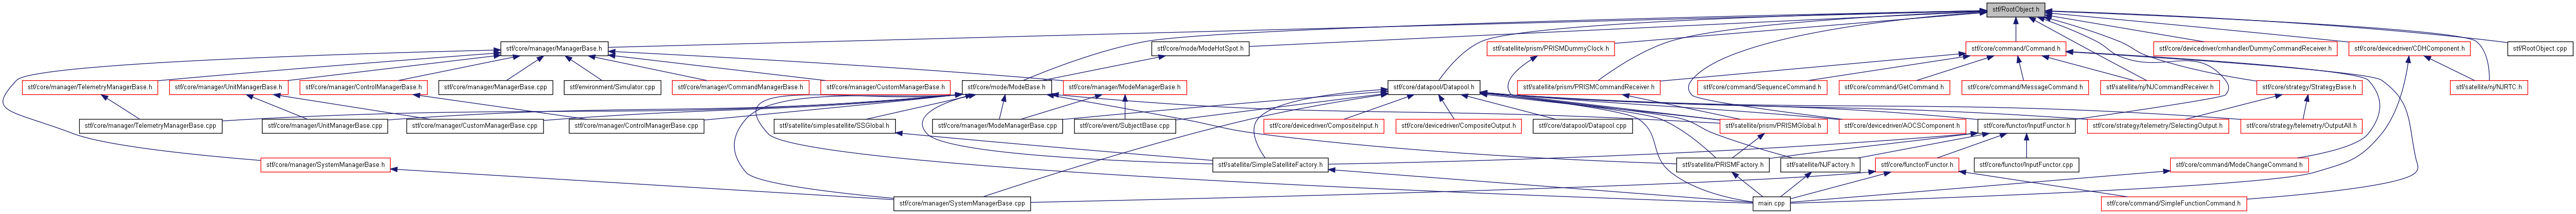 stf/RootObject.h
stf/core/manager/ManagerBase.h
stf/core/mode/ModeHotSpot.h
stf/satellite/prism/PRISMDummyClock.h
stf/core/command/Command.h
stf/core/devicedriver/cmhandler/DummyCommandReceiver.h
stf/core/devicedriver/CDHComponent.h
stf/RootObject.cpp
stf/core/manager/TelemetryManagerBase.h
stf/core/manager/UnitManagerBase.h
stf/core/manager/ControlManagerBase.h
stf/core/manager/ManagerBase.cpp
stf/environment/Simulator.cpp
stf/core/manager/CommandManagerBase.h
stf/core/manager/CustomManagerBase.h
stf/core/mode/ModeBase.h
stf/core/manager/ModeManagerBase.h
stf/core/datapool/Datapool.h
stf/satellite/prism/PRISMCommandReceiver.h
stf/core/command/SequenceCommand.h
stf/core/command/GetCommand.h
stf/core/command/MessageCommand.h
stf/satellite/nj/NJCommandReceiver.h
stf/core/strategy/StrategyBase.h
stf/satellite/nj/NJRTC.h
stf/core/manager/TelemetryManagerBase.cpp
stf/core/manager/UnitManagerBase.cpp
stf/core/manager/CustomManagerBase.cpp
stf/core/manager/ControlManagerBase.cpp
stf/satellite/simplesatellite/SSGlobal.h
stf/core/manager/ModeManagerBase.cpp
stf/core/event/SubjectBase.cpp
stf/core/devicedriver/CompositeInput.h
stf/core/devicedriver/CompositeOutput.h
stf/core/datapool/Datapool.cpp
stf/satellite/prism/PRISMGlobal.h
stf/core/devicedriver/AOCSComponent.h
stf/core/functor/InputFunctor.h
stf/core/strategy/telemetry/SelectingOutput.h
stf/core/strategy/telemetry/OutputAll.h
stf/core/manager/SystemManagerBase.h
stf/satellite/SimpleSatelliteFactory.h
stf/satellite/PRISMFactory.h
stf/satellite/NJFactory.h
stf/core/functor/Functor.h
stf/core/functor/InputFunctor.cpp
stf/core/command/ModeChangeCommand.h
stf/core/manager/SystemManagerBase.cpp
main.cpp
stf/core/command/SimpleFunctionCommand.h